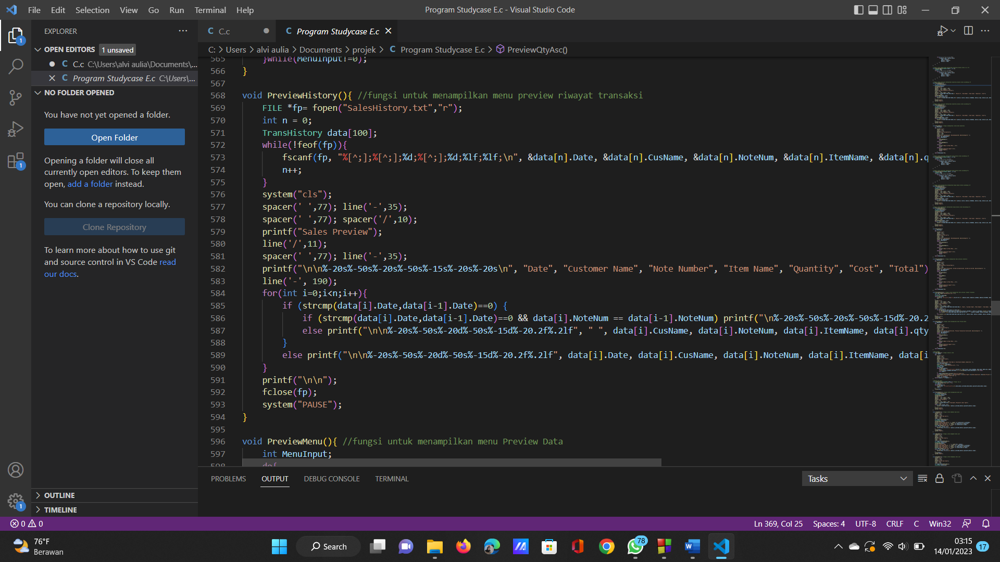 File Edit Selection View Go Run Terminal Help
Program Studycase E.c - Visual Studio Code
EXPLORER
OPEN EDITORS 1 unsaved
C C.c C:\Users\alvi aulia\Documents\...
C Program Studycase E.c C:\Users\...
NO FOLDER OPENED
You have not yet opened a folder.
Open Folder
Opening a folder will close all
currently open editors. To keep them
open, add a folder instead.
You can clone a repository locally.
Clone Repository
To learn more about how to use git
and source control in VS Code read
our docs.
OUTLINE
TIMELINE
C C.c
C Program Studycase E.c
C: > Users > alvi aulia > Documents > projek > C Program Studycase E.c > PreviewQtyAsc()
565 }while(MenuInput!=0);
566 }
567
568 void PreviewHistory(){ //fungsi untuk menampilkan menu preview riwayat transaksi
569 FILE *fp= fopen("SalesHistory.txt","r");
570 int n = 0;
571 TransHistory data[100];
572 while(!feof(fp)){
573 fscanf(fp, "%[^;];%[^;];%d;%[^;];%d;%lf;%lf;\n", &data[n].Date, &data[n].CusName, &data[n].NoteNum, &data[n].ItemName, &data[n].q
574 n++;
575 }
576 system("cls");
577 spacer(' ',77); line('-',35);
578 spacer(' ',77); spacer('/',10);
579 printf("Sales Preview");
580 line('/',11);
581 spacer(' ',77); line('-',35);
582 printf("\n\n%-20s%-50s%-20s%-50s%-15s%-20s%-20s\n", "Date", "Customer Name", "Note Number", "Item Name", "Quantity", "Cost", "Total")
583 line('-', 190);
584 for(int i=0;i<n;i++){
585 if (strcmp(data[i].Date,data[i-1].Date)==0) {
586 if (strcmp(data[i].Date,data[i-1].Date)==0 && data[i].NoteNum == data[i-1].NoteNum) printf("\n%-20s%-50s%-20s%-50s%-15d%-20.2
587 else printf("\n\n%-20s%-50s%-20d%-50s%-15d%-20.2f%.2lf", " ", data[i].CusName, data[i].NoteNum, data[i].ItemName, data[i].qty
588 }
589 else printf("\n\n%-20s%-50s%-20d%-50s%-15d%-20.2f%.2lf", data[i].Date, data[i].CusName, data[i].NoteNum, data[i].ItemName, data[i
590 }
591 printf("\n\n");
592 fclose(fp);
593 system("PAUSE");
594 }
595
596 void PreviewMenu(){ //fungsi untuk menampilkan menu Preview Data
597 int MenuInput;
598 do{
PROBLEMS OUTPUT DEBUG CONSOLE TERMINAL
Tasks
0 0
Ln 369, Col 25 Spaces: 4 UTF-8 CRLF C Win32
76°F
Berawan
Search
78
03:15
14/01/2023
17